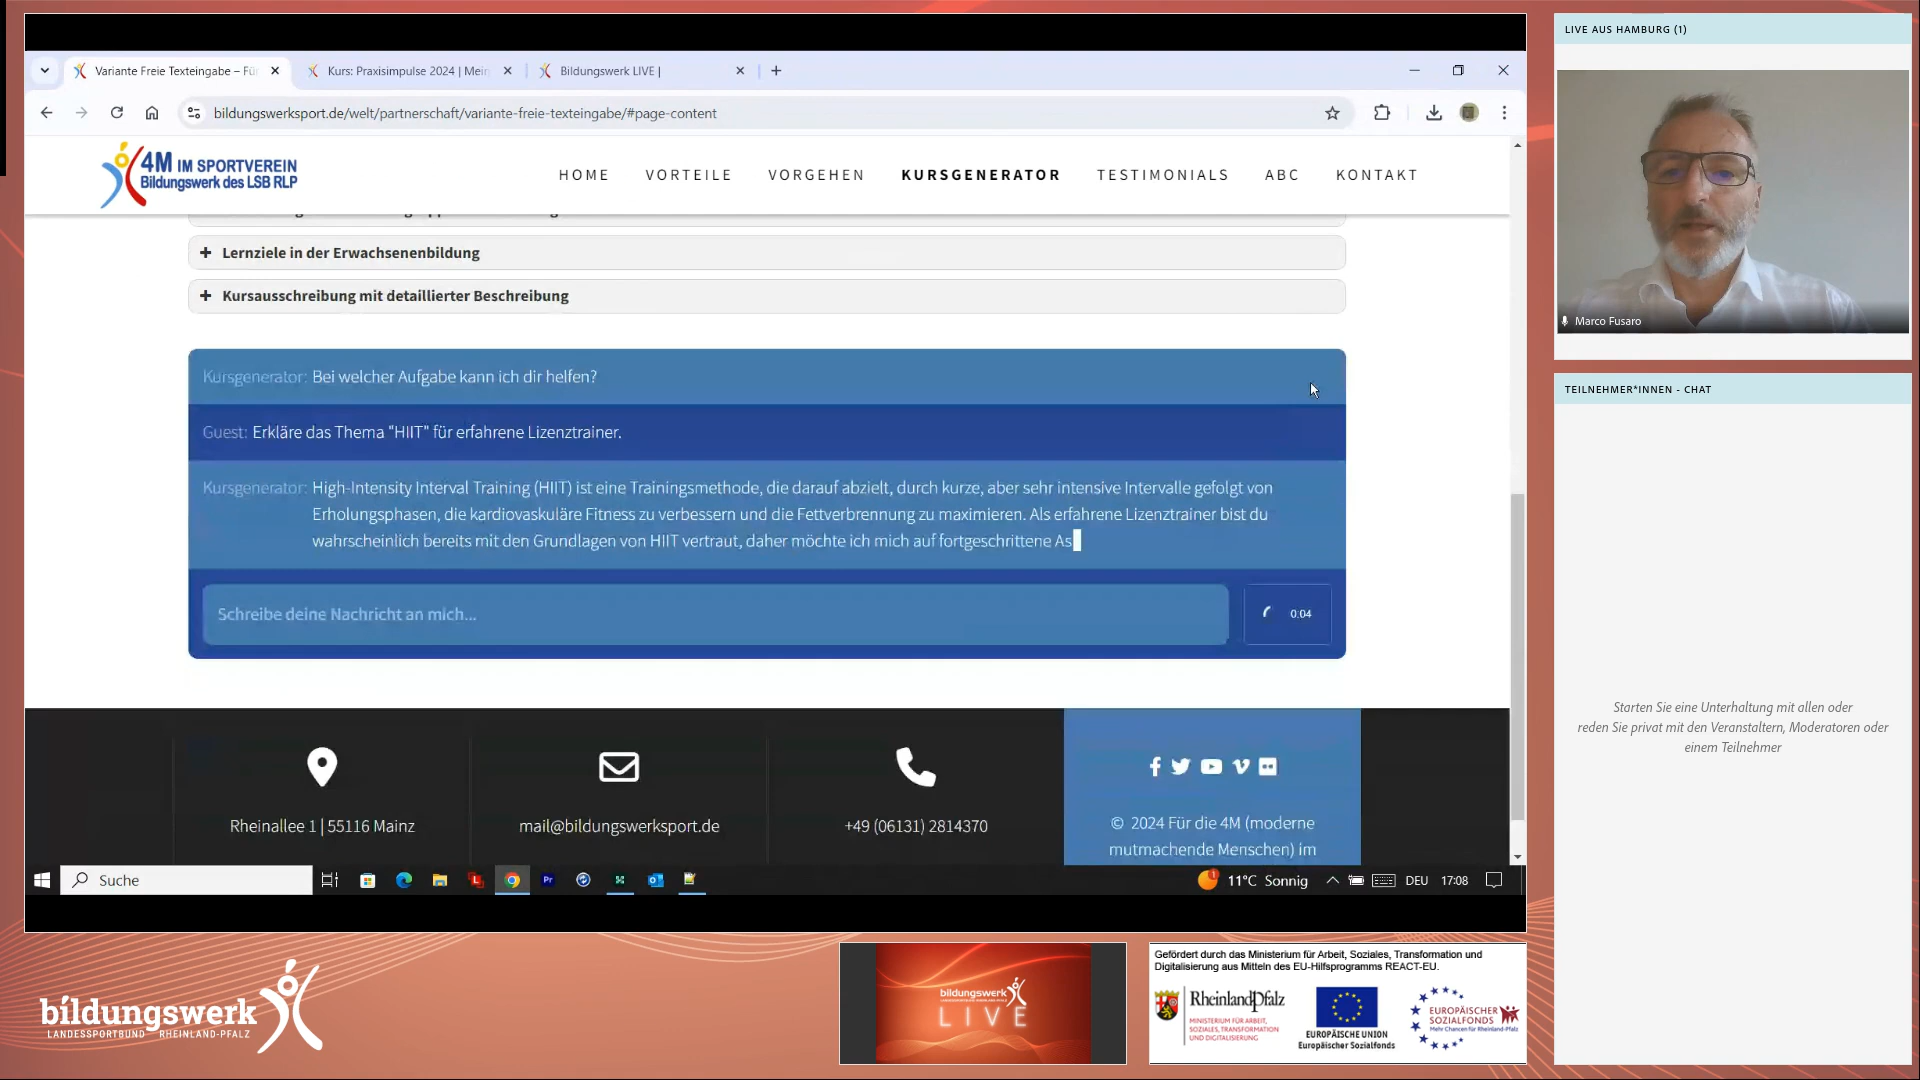 Variante Freie Texteingabe – Fü
Kurs: Praxisimpulse 2024 | Mein
Bildungswerk LIVE |
bildungswerksport.de/welt/partnerschaft/variante-freie-texteingabe/#page-content
4M IM SPORTVEREIN
Bildungswerk des LSB RLP
HOME
VORTEILE
VORGEHEN
KURSGENERATOR
TESTIMONIALS
ABC
KONTAKT
Lernziele in der Erwachsenenbildung
Kursausschreibung mit detaillierter Beschreibung
Kursgenerator: Bei welcher Aufgabe kann ich dir helfen?
Guest: Erkläre das Thema "HIIT" für erfahrene Lizenztrainer.
Kursgenerator: High-Intensity Interval Training (HIIT) ist eine Trainingsmethode, die darauf abzielt, durch kurze, aber sehr intensive Intervalle gefolgt von
Erholungsphasen, die kardiovaskuläre Fitness zu verbessern und die Fettverbrennung zu maximieren. Als erfahrene Lizenztrainer bist du
wahrscheinlich bereits mit den Grundlagen von HIIT vertraut, daher möchte ich mich auf fortgeschrittene As
Schreibe deine Nachricht an mich...
0:04
Rheinallee 1 | 55116 Mainz
mail@bildungswerksport.de
+49 (06131) 2814370
© 2024 Für die 4M (moderne
mutmachende Menschen) im
Suche
Pr
1
11°C Sonnig
DEU
17:08
LIVE AUS HAMBURG (1)
Marco Fusaro
TEILNEHMER*INNEN - CHAT
Starten Sie eine Unterhaltung mit allen oder
reden Sie privat mit den Veranstaltern, Moderatoren oder
einem Teilnehmer
bildungswerk
LANDESSPORTBUND RHEINLAND-PFALZ
bildungswerk
LIVE
Gefördert durch das Ministerium für Arbeit, Soziales, Transformation und
Digitalisierung aus Mitteln des EU-Hilfsprogramms REACT-EU.
RheinlandPfalz
MINISTERIUM FÜR ARBEIT,
SOZIALES, TRANSFORMATION
UND DIGITALISIERUNG
EUROPÄISCHE UNION
Europäischer Sozialfonds
EUROPÄISCHER
SOZIALFONDS
Mehr Chancen für Rheinland-Pfalz